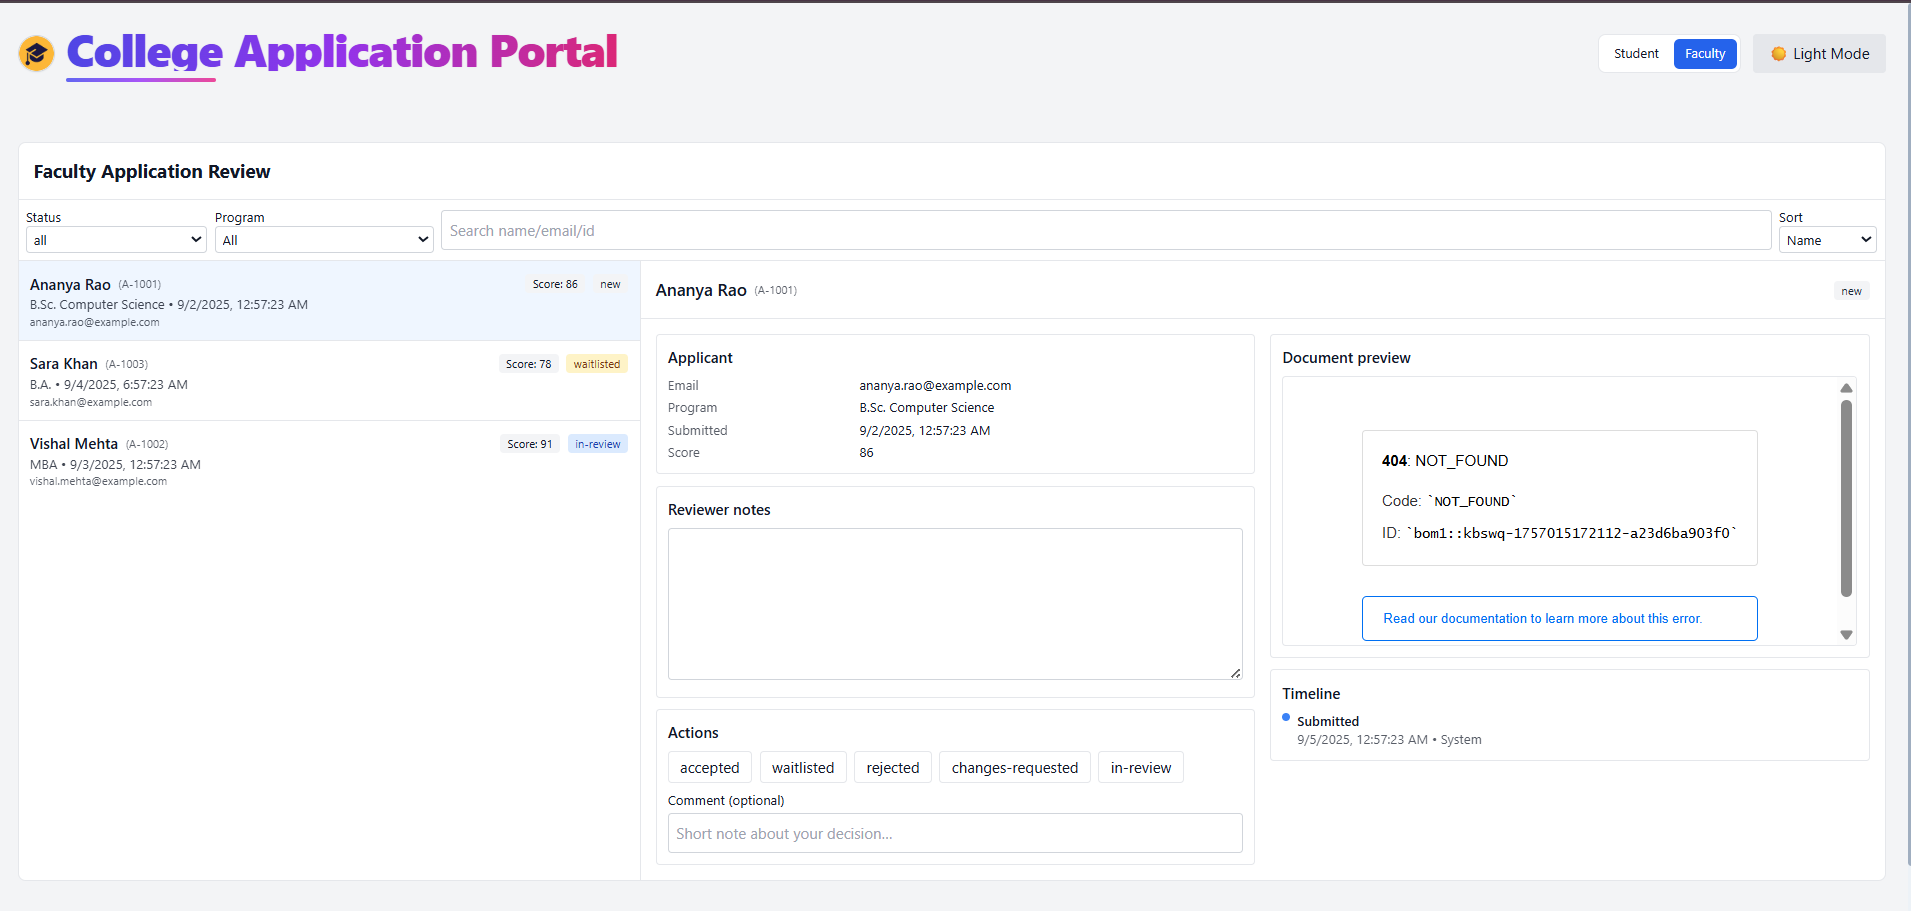 College Application Portal
Student
Faculty
Light Mode
Faculty Application Review
Status
all
Program
All
Search name/email/id
Sort
Name
Ananya Rao (A-1001)
Score: 86
new
B.Sc. Computer Science • 9/2/2025, 12:57:23 AM
ananya.rao@example.com
Sara Khan (A-1003)
Score: 78
waitlisted
B.A. • 9/4/2025, 6:57:23 AM
sara.khan@example.com
Vishal Mehta (A-1002)
Score: 91
in-review
MBA • 9/3/2025, 12:57:23 AM
vishal.mehta@example.com
Ananya Rao (A-1001)
new
Applicant
Email ananya.rao@example.com
Program B.Sc. Computer Science
Submitted 9/2/2025, 12:57:23 AM
Score 86
Reviewer notes
Actions
accepted
waitlisted
rejected
changes-requested
in-review
Comment (optional)
Short note about your decision...
Document preview
404: NOT_FOUND
Code: `NOT_FOUND`
ID: `bom1::kbswq-1757015172112-a23d6ba903f0`
Read our documentation to learn more about this error.
Timeline
Submitted
9/5/2025, 12:57:23 AM • System